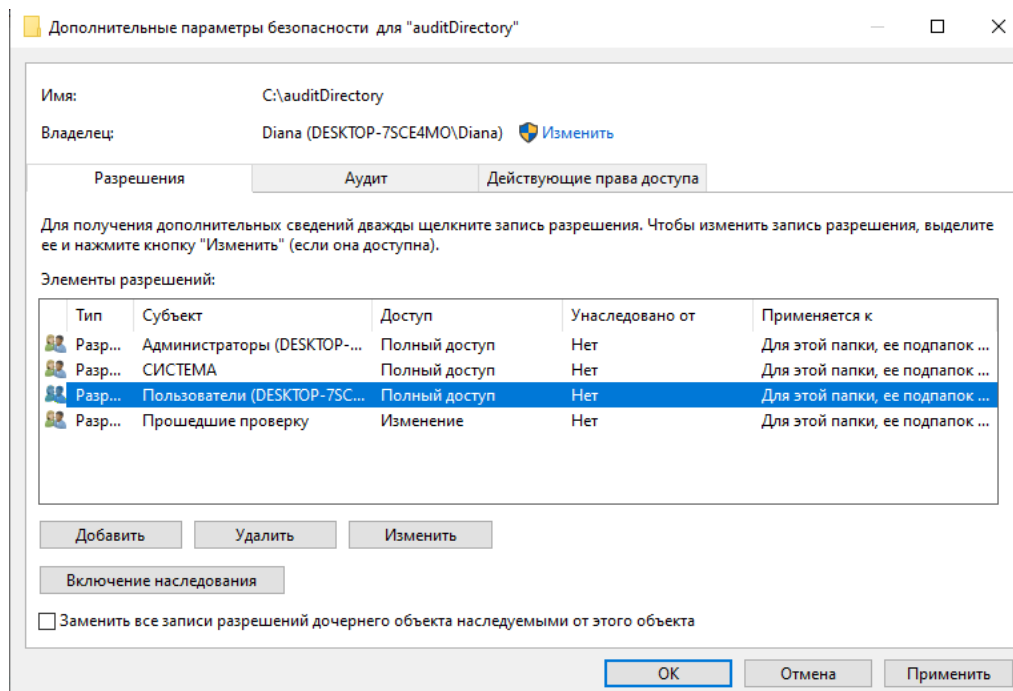 Дополнительные параметры безопасности для "auditDirectory"
Имя: C:\auditDirectory
Владелец: Diana (DESKTOP-7SCE4MO\Diana) Изменить
Разрешения Аудит Действующие права доступа
Для получения дополнительных сведений дважды щелкните запись разрешения. Чтобы изменить запись разрешения, выделите
ее и нажмите кнопку "Изменить" (если она доступна).
Элементы разрешений:
Тип Субъект Доступ Унаследовано от Применяется к
Разр... Администраторы (DESKTOP-... Полный доступ Нет Для этой папки, ее подпапок ...
Разр... СИСТЕМА Полный доступ Нет Для этой папки, ее подпапок ...
Разр... Пользователи (DESKTOP-7SC... Полный доступ Нет Для этой папки, ее подпапок ...
Разр... Прошедшие проверку Изменение Нет Для этой папки, ее подпапок ...
Добавить Удалить Изменить
Включение наследования
Заменить все записи разрешений дочернего объекта наследуемыми от этого объекта
ОК Отмена Применить